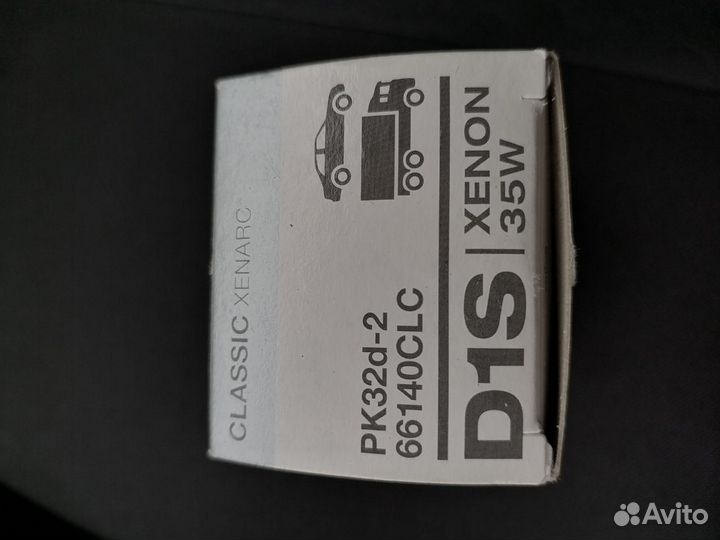 CLASSIC XENARC
PK32d-2
66140CLC
D1S
XENON
35W
Avito